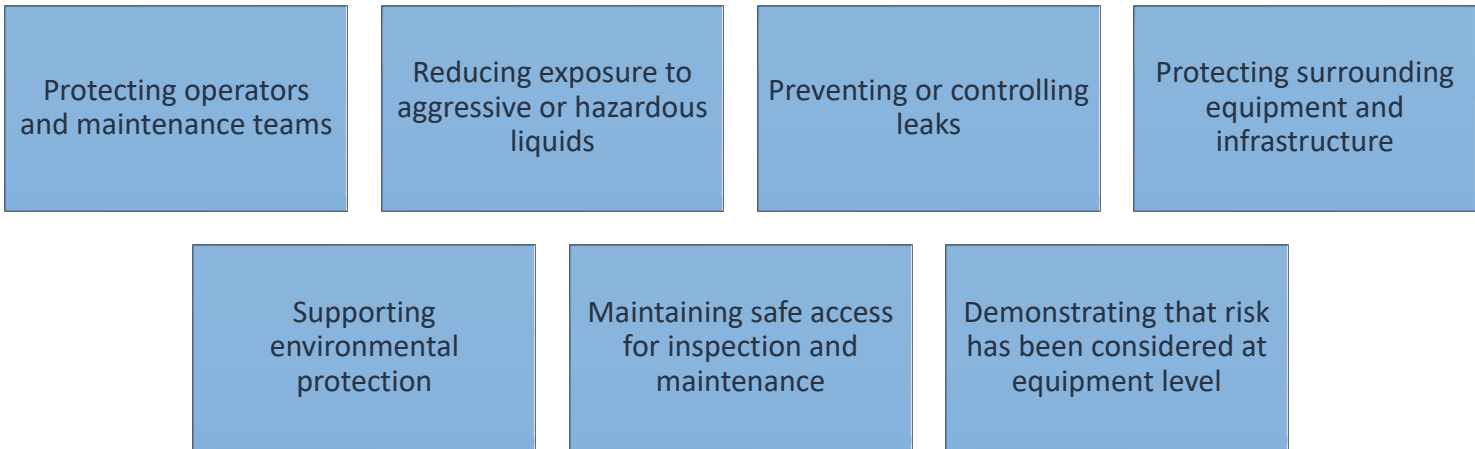 Protecting operators
and maintenance teams
Reducing exposure to
aggressive or hazardous
liquids
Preventing or controlling
leaks
Protecting surrounding
equipment and
infrastructure
Supporting
environmental
protection
Maintaining safe access
for inspection and
maintenance
Demonstrating that risk
has been considered at
equipment level